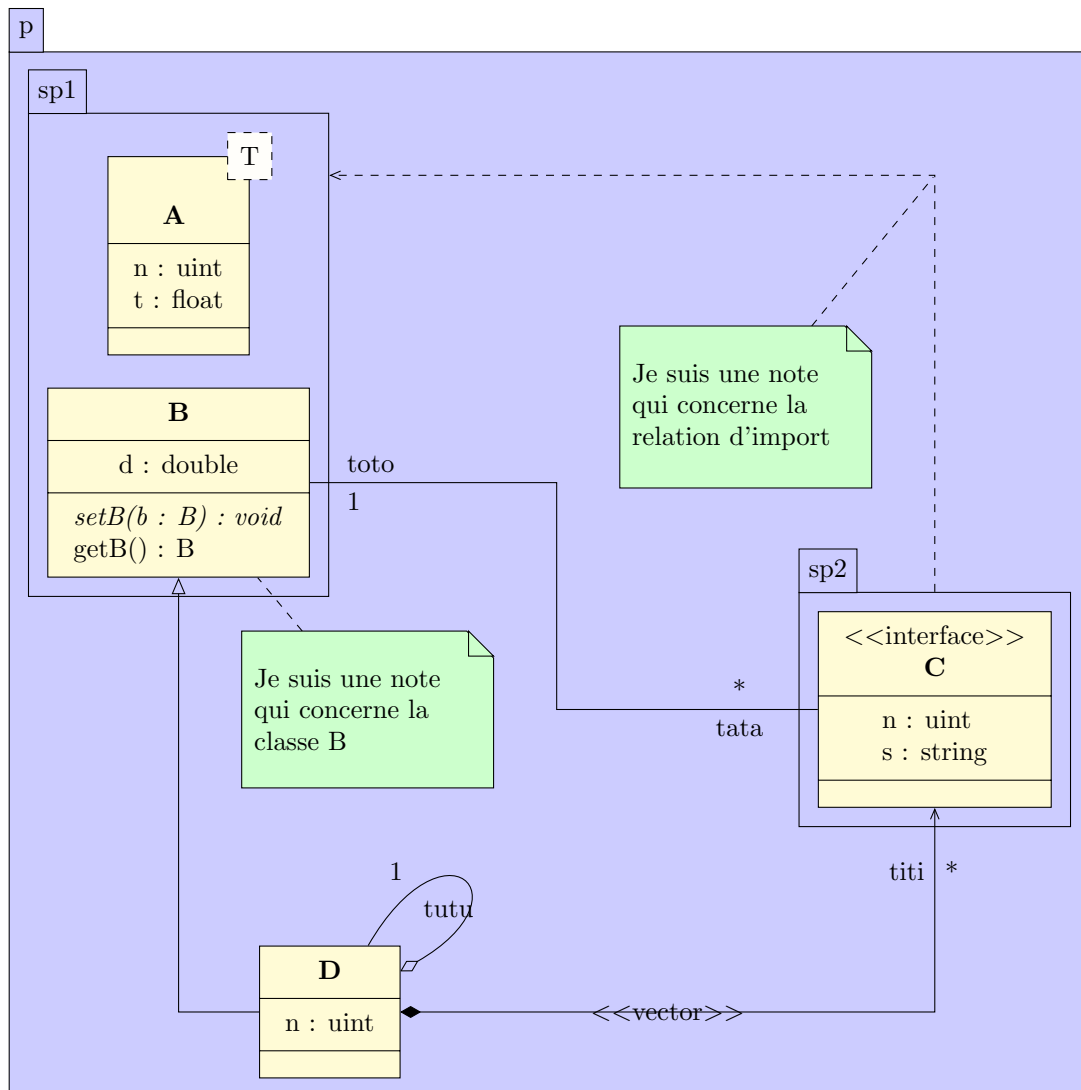 p
sp1
T
A
n : uint
t : float
B
d : double
setB(b : B) : void
getB() : B
toto
1
Je suis une note
qui concerne la
relation d'import
sp2
<<interface>>
C
n : uint
s : string
*
tata
Je suis une note
qui concerne la
classe B
titi
*
1
tutu
D
n : uint
<<vector>>